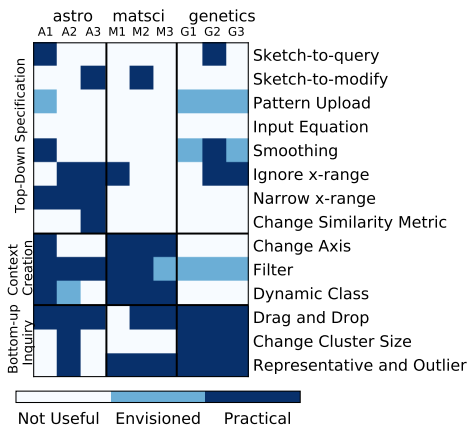 astro matsci genetics
A1 A2 A3 M1 M2 M3 G1 G2 G3
Top-Down Specification
Sketch-to-query
Sketch-to-modify
Pattern Upload
Input Equation
Smoothing
Ignore x-range
Narrow x-range
Change Similarity Metric
Context
Creation
Change Axis
Filter
Dynamic Class
Bottom-up
Inquiry
Drag and Drop
Change Cluster Size
Representative and Outlier
Not Useful Envisioned Practical